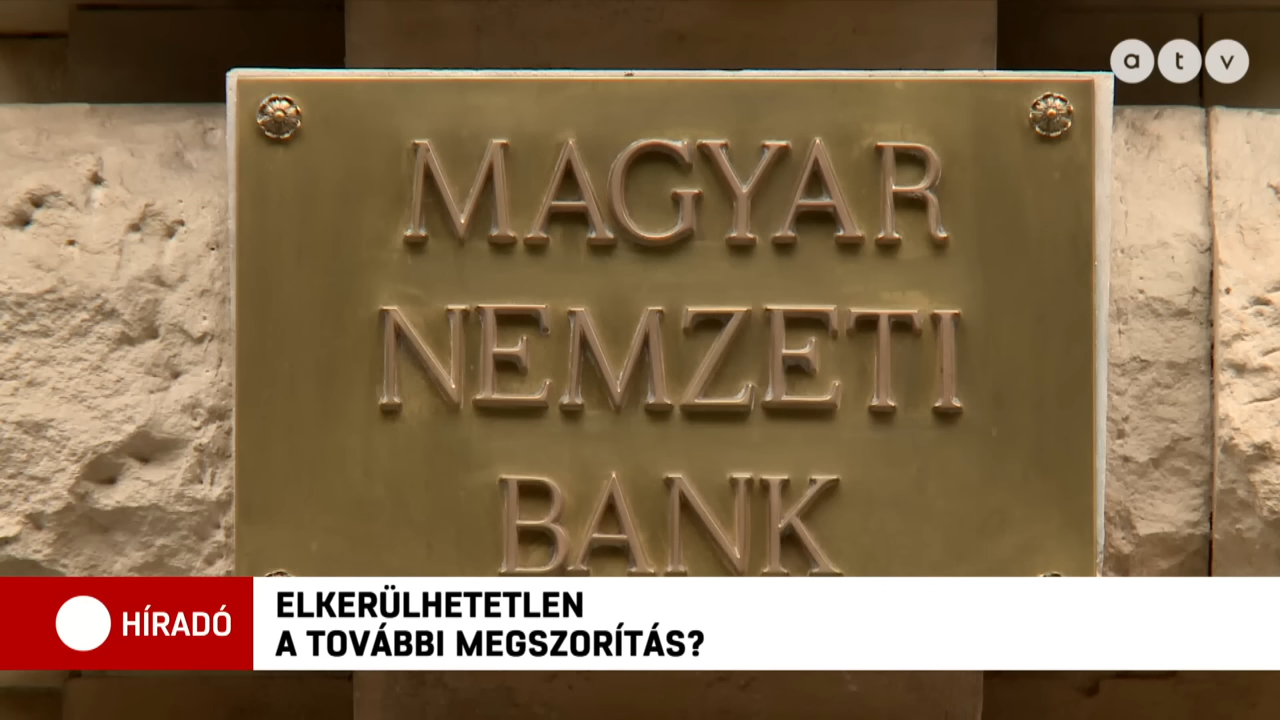 atv
MAGYAR
NEMZETI
BANK
HÍRADÓ
ELKERÜLHETETLEN
A TOVÁBBI MEGSZORÍTÁS?